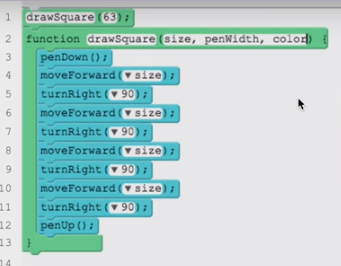 1 drawSquare(63);
2 function drawSquare(size, penWidth, color) {
3 penDown();
4 moveForward(▼size);
5 turnRight(▼90);
6 moveForward(▼size);
7 turnRight(▼90);
8 moveForward(▼size);
9 turnRight(▼90);
10 moveForward(▼size);
11 turnRight(▼90);
12 penUp();
13 }
14